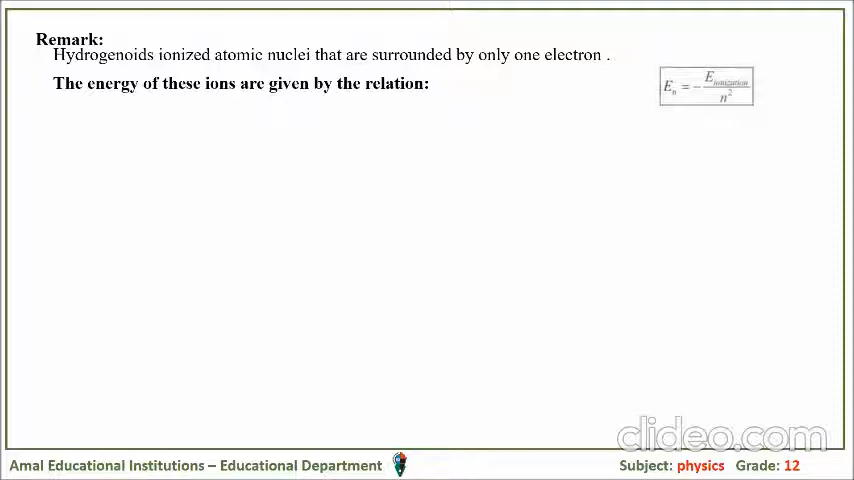 Remark:
Hydrogenoids ionized atomic nuclei that are surrounded by only one electron .
The energy of these ions are given by the relation:
E_n = - E_ionization / n^2
clideo.com
Amal Educational Institutions – Educational Department
Subject: physics Grade: 12